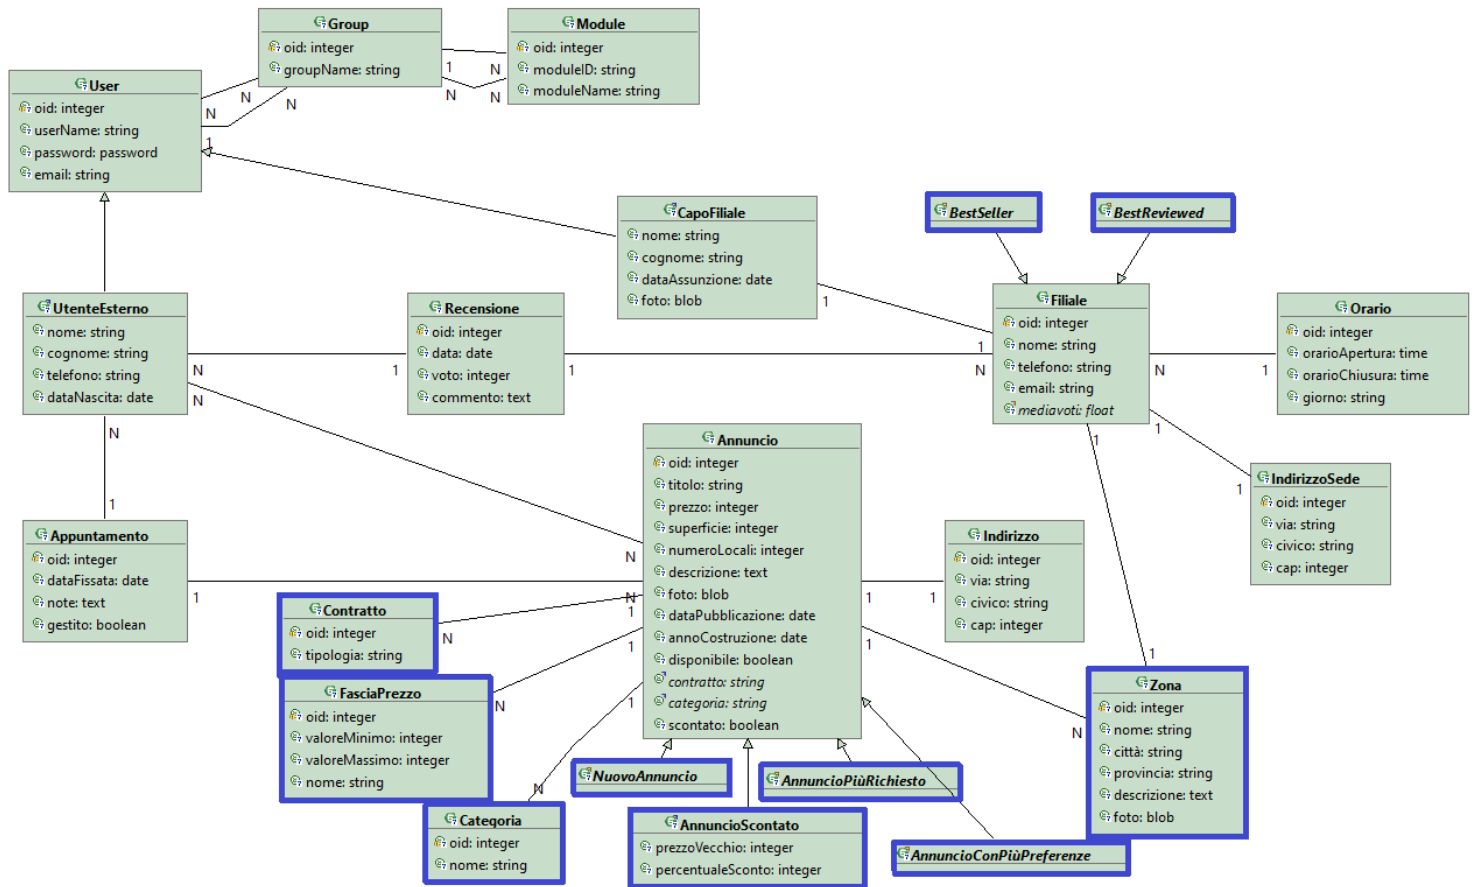 Group
oid: integer
groupName: string
1
N
N
N
Module
oid: integer
moduleID: string
moduleName: string
User
oid: integer
userName: string
password: password
email: string
N
N
N
1
CapoFiliale
nome: string
cognome: string
dataAssunzione: date
foto: blob
1
1
BestSeller
BestReviewed
UtenteEsterno
nome: string
cognome: string
telefono: string
dataNascita: date
N
1
N
N
Recensione
oid: integer
data: date
voto: integer
commento: text
1
N
Filiale
oid: integer
nome: string
telefono: string
email: string
mediavoti: float
N
1
1
1
1
Orario
oid: integer
orarioApertura: time
orarioChiusura: time
giorno: string
IndirizzoSede
oid: integer
via: string
civico: string
cap: integer
Annuncio
oid: integer
titolo: string
prezzo: integer
superficie: integer
numeroLocali: integer
descrizione: text
foto: blob
dataPubblicazione: date
annoCostruzione: date
disponibile: boolean
contratto: string
categoria: string
scontato: boolean
N
N
1
1
1
1
1
1
Appuntamento
oid: integer
dataFissata: date
note: text
gestito: boolean
1
1
Indirizzo
oid: integer
via: string
civico: string
cap: integer
Contratto
oid: integer
tipologia: string
N
FasciaPrezzo
oid: integer
valoreMinimo: integer
valoreMassimo: integer
nome: string
N
Categoria
oid: integer
nome: string
N
NuovoAnnuncio
AnnuncioPiùRichiesto
AnnuncioScontato
prezzoVecchio: integer
percentualeSconto: integer
AnnuncioConPiùPreferenze
Zona
oid: integer
nome: string
città: string
provincia: string
descrizione: text
foto: blob
1
N